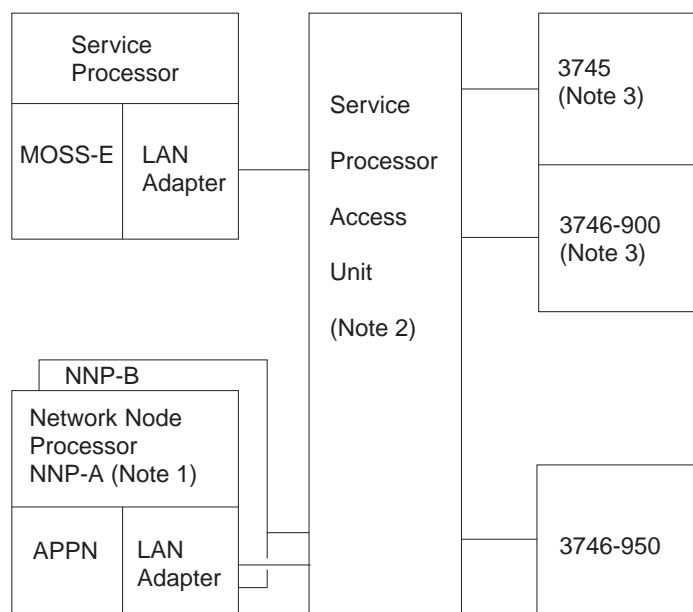 Service
Processor
MOSS-E
LAN
Adapter
NNP-B
Network Node
Processor
NNP-A (Note 1)
APPN
LAN
Adapter
Service
Processor
Access
Unit
(Note 2)
3745
(Note 3)
3746-900
(Note 3)
3746-950